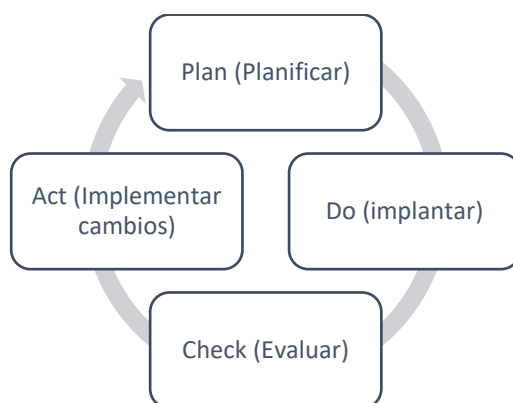 Plan (Planificar)
Act (Implementar
cambios)
Do (implantar)
Check (Evaluar)